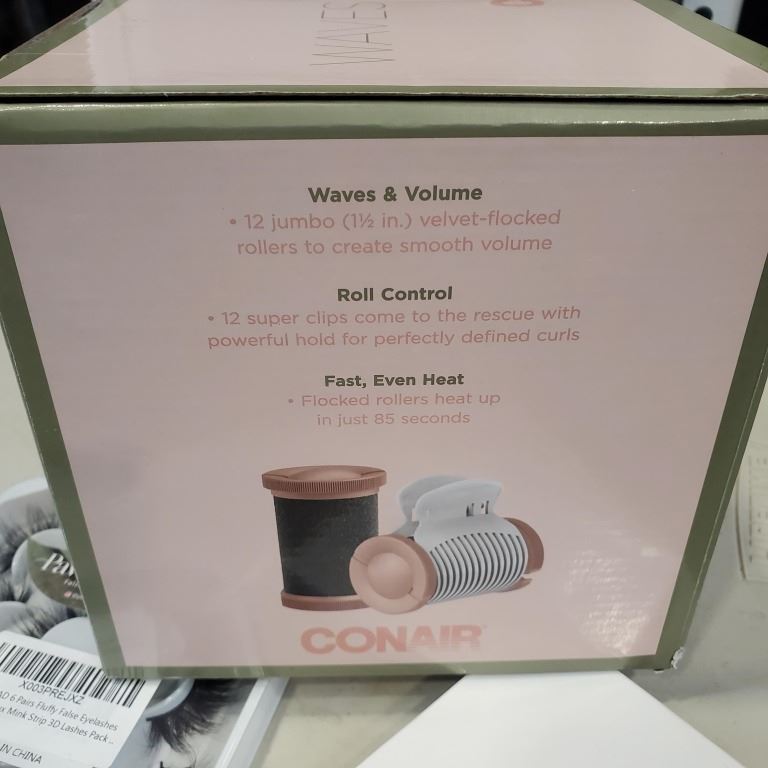 WAVES
Waves & Volume
• 12 jumbo (1½ in.) velvet-flocked
rollers to create smooth volume
Roll Control
• 12 super clips come to the rescue with
powerful hold for perfectly defined curls
Fast, Even Heat
• Flocked rollers heat up
in just 85 seconds
CONAIR
X003PREJXZ
AD 6 Pairs Fluffy False Eyelashes
Mink Strip 3D Lashes Pack...
IN CHINA